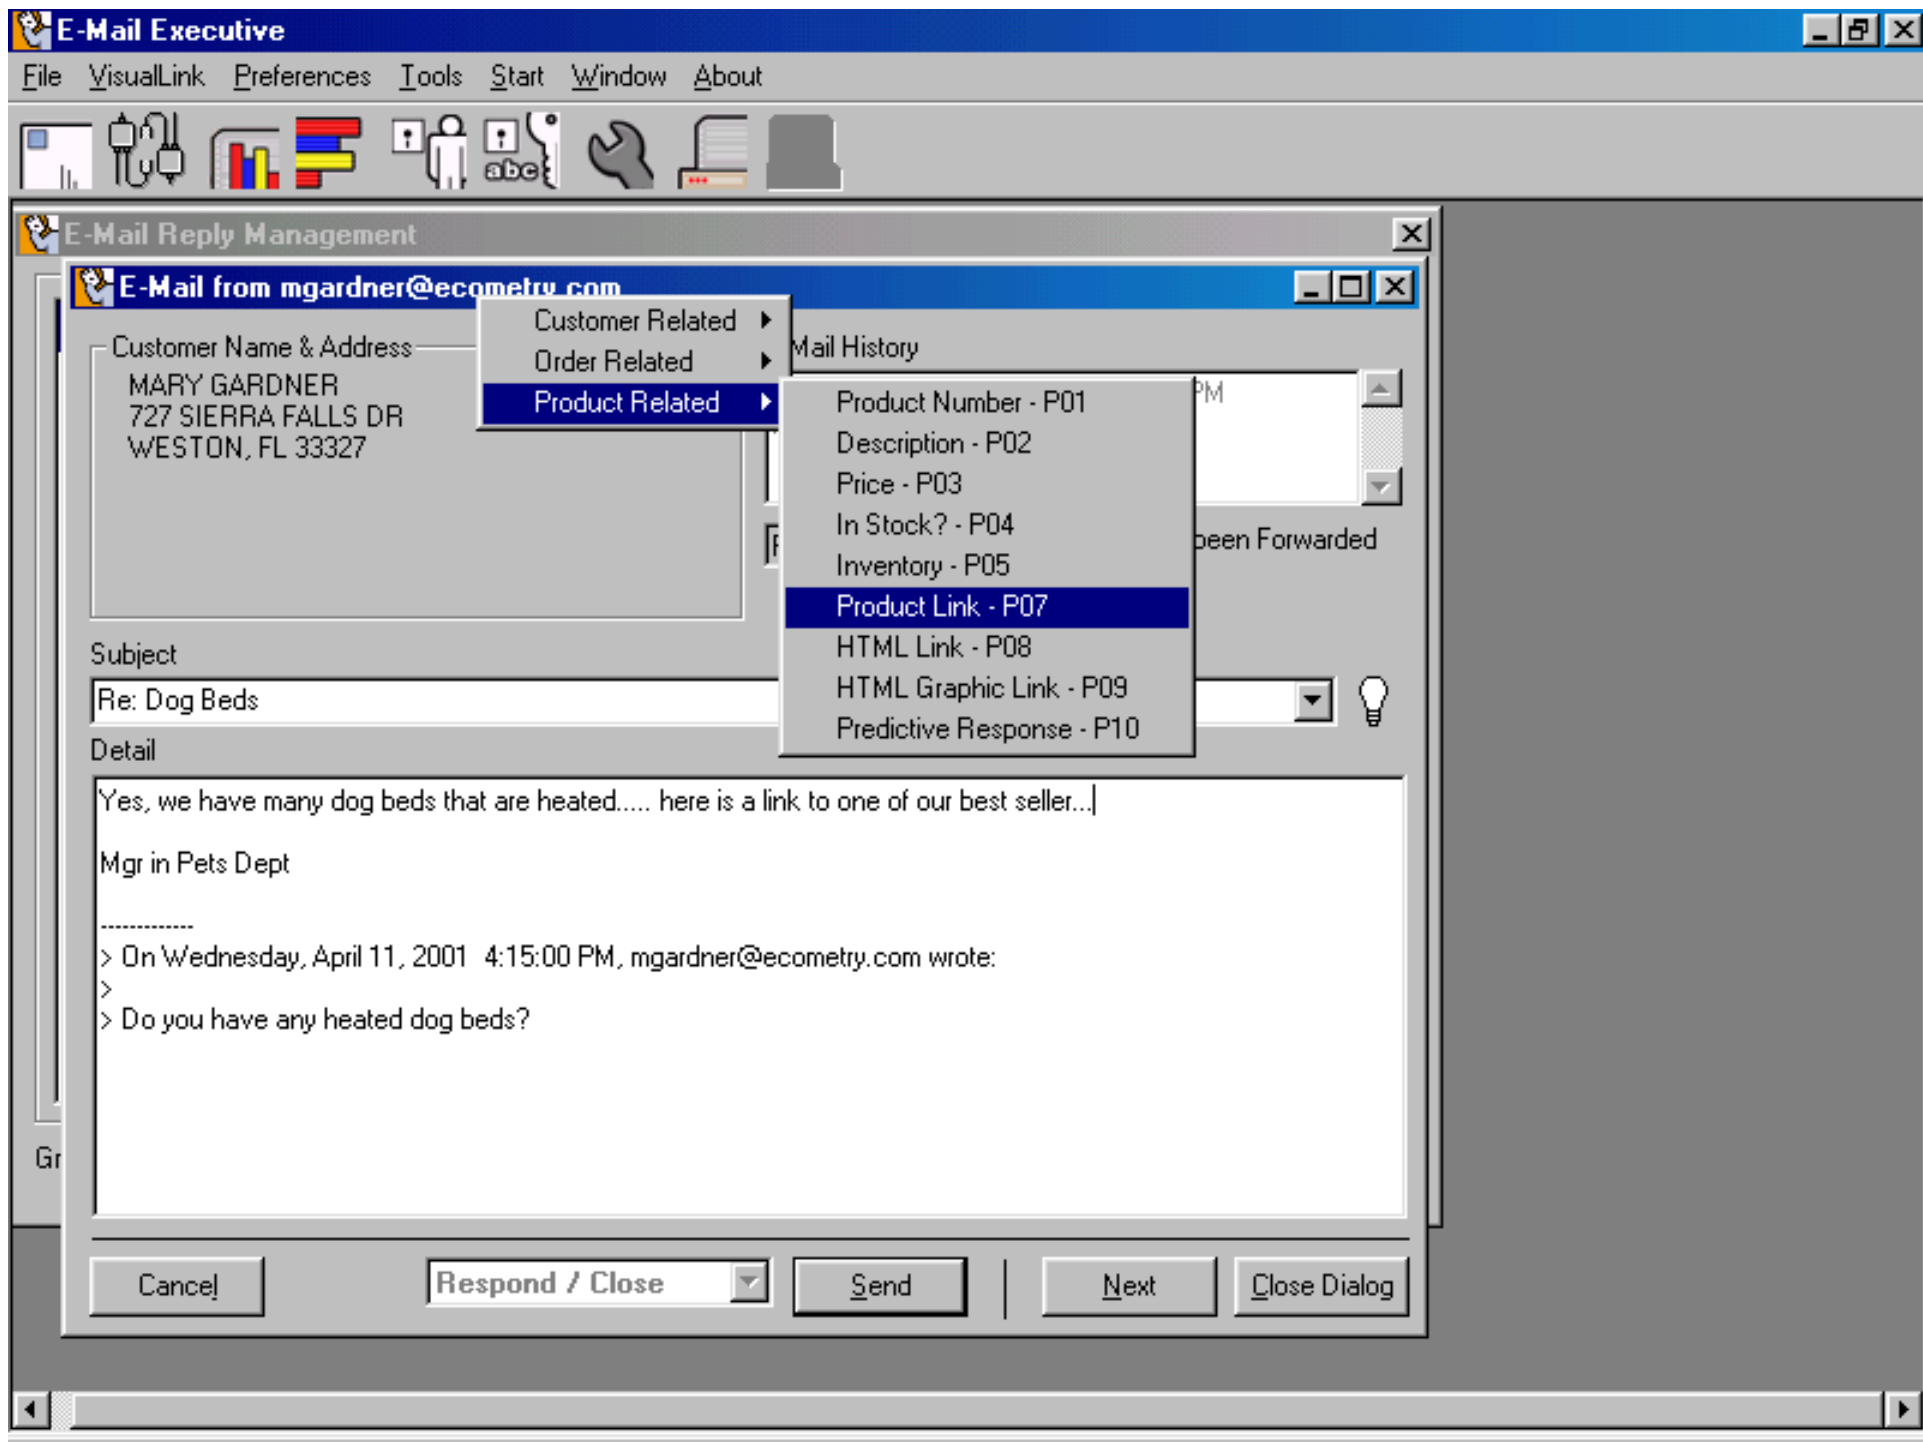 E-Mail Executive
File VisualLink Preferences Tools Start Window About
abc
E-Mail Reply Management
E-Mail from mgardner@ecometry.com
Customer Related
Order Related
Product Related
Customer Name & Address
MARY GARDNER
727 SIERRA FALLS DR
WESTON, FL 33327
Mail History
PM
Product Number - P01
Description - P02
Price - P03
In Stock? - P04
Inventory - P05
Product Link - P07
HTML Link - P08
HTML Graphic Link - P09
Predictive Response - P10
been Forwarded
Subject
Re: Dog Beds
Detail
Yes, we have many dog beds that are heated..... here is a link to one of our best seller...
Mgr in Pets Dept
-------------
> On Wednesday, April 11, 2001  4:15:00 PM, mgardner@ecometry.com wrote:
>
> Do you have any heated dog beds?
Gr
Cancel Respond / Close Send Next Close Dialog